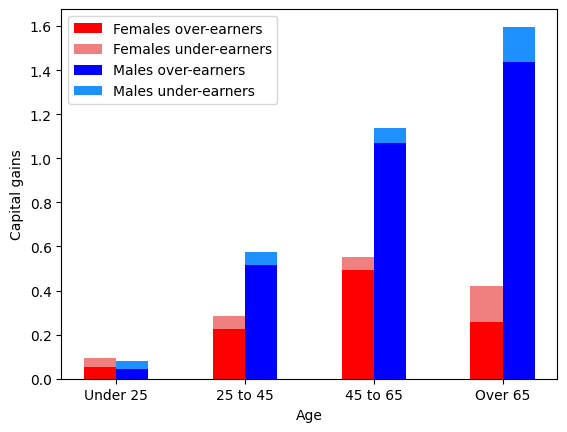 Females over-earners
Females under-earners
Males over-earners
Males under-earners
1.6
1.4
1.2
1.0
0.8
0.6
0.4
0.2
0.0
Capital gains
Under 25
25 to 45
45 to 65
Over 65
Age